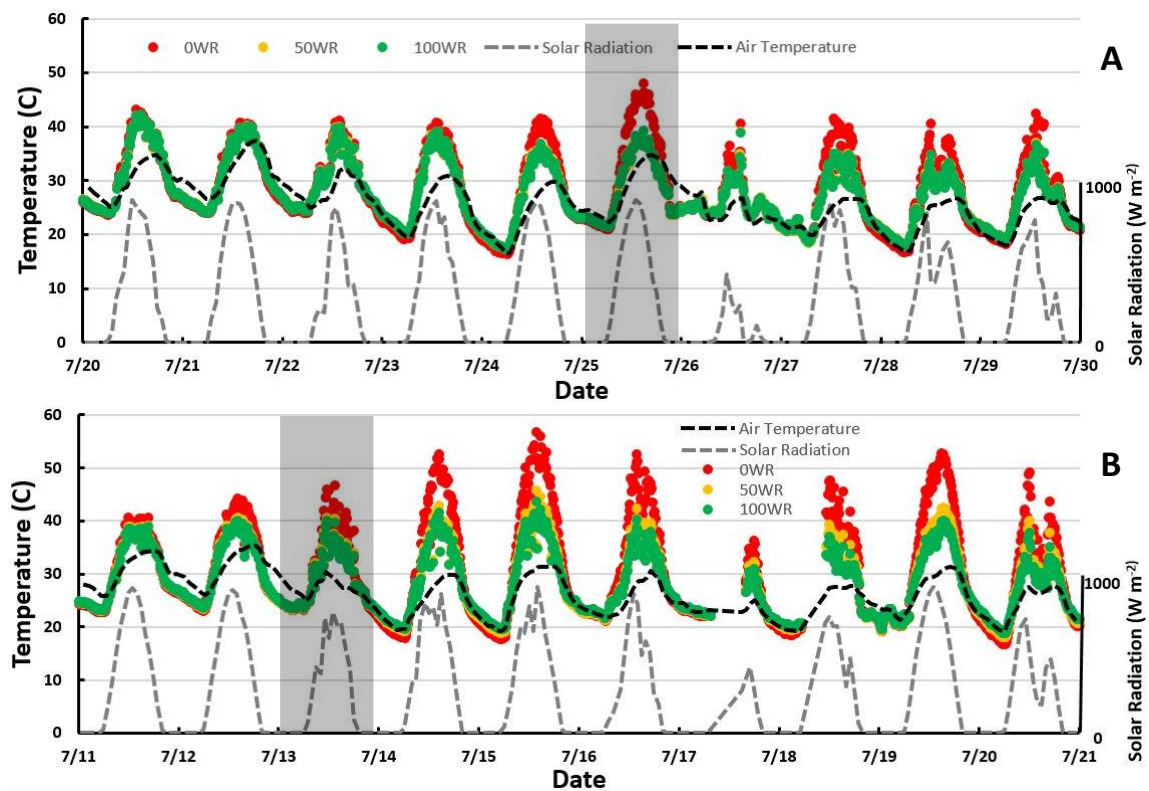 60
0WR 50WR 100WR Solar Radiation Air Temperature
A
50
40
30
20
10
0
Temperature (C)
1000
0
Solar Radiation (W m⁻²)
7/20 7/21 7/22 7/23 7/24 7/25 7/26 7/27 7/28 7/29 7/30
Date
60
Air Temperature
Solar Radiation
0WR
50WR
100WR
B
50
40
30
20
10
0
Temperature (C)
1000
0
Solar Radiation (W m⁻²)
7/11 7/12 7/13 7/14 7/15 7/16 7/17 7/18 7/19 7/20 7/21
Date